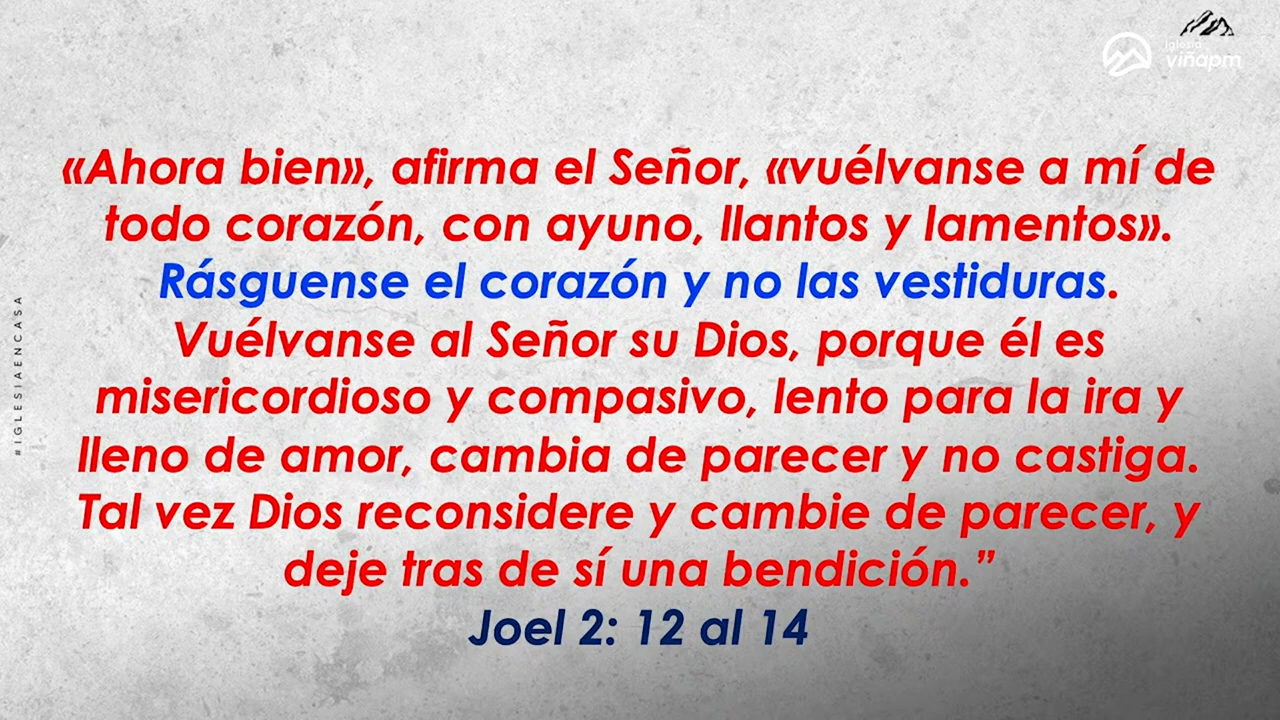 iglesia
viñapm
«Ahora bien», afirma el Señor, «vuélvanse a mí de
todo corazón, con ayuno, llantos y lamentos».
Rásguense el corazón y no las vestiduras.
Vuélvanse al Señor su Dios, porque él es
misericordioso y compasivo, lento para la ira y
lleno de amor, cambia de parecer y no castiga.
Tal vez Dios reconsidere y cambie de parecer, y
deje tras de sí una bendición.”
Joel 2: 12 al 14
#IGLESIAENCASA